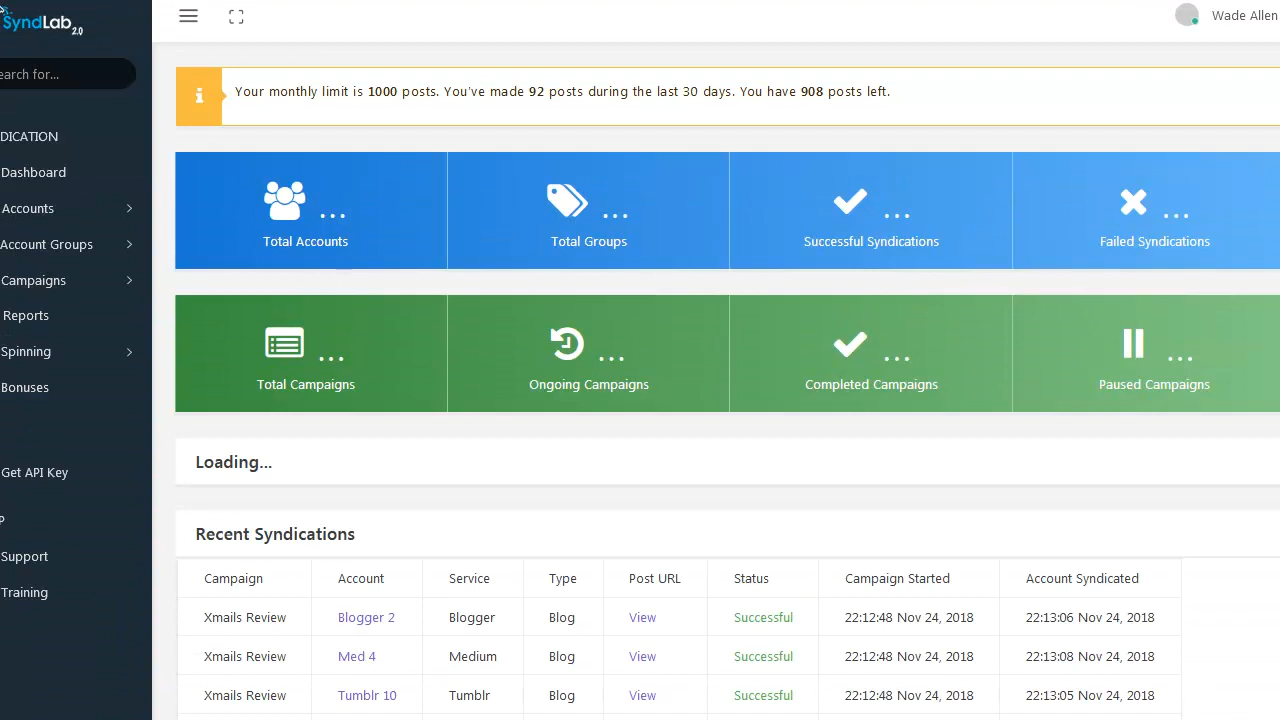 SyndLab 2.0
Wade Allen
earch for...
Your monthly limit is 1000 posts. You've made 92 posts during the last 30 days. You have 908 posts left.
DICATION
Dashboard
Accounts
Account Groups
Campaigns
Reports
Spinning
Bonuses
Get API Key
P
Support
Training
... ... ... ...
Total Accounts Total Groups Successful Syndications Failed Syndications
... ... ... ...
Total Campaigns Ongoing Campaigns Completed Campaigns Paused Campaigns
Loading...
Recent Syndications
Campaign Account Service Type Post URL Status Campaign Started Account Syndicated
Xmails Review Blogger 2 Blogger Blog View Successful 22:12:48 Nov 24, 2018 22:13:06 Nov 24, 2018
Xmails Review Med 4 Medium Blog View Successful 22:12:48 Nov 24, 2018 22:13:08 Nov 24, 2018
Xmails Review Tumblr 10 Tumblr Blog View Successful 22:12:48 Nov 24, 2018 22:13:05 Nov 24, 2018